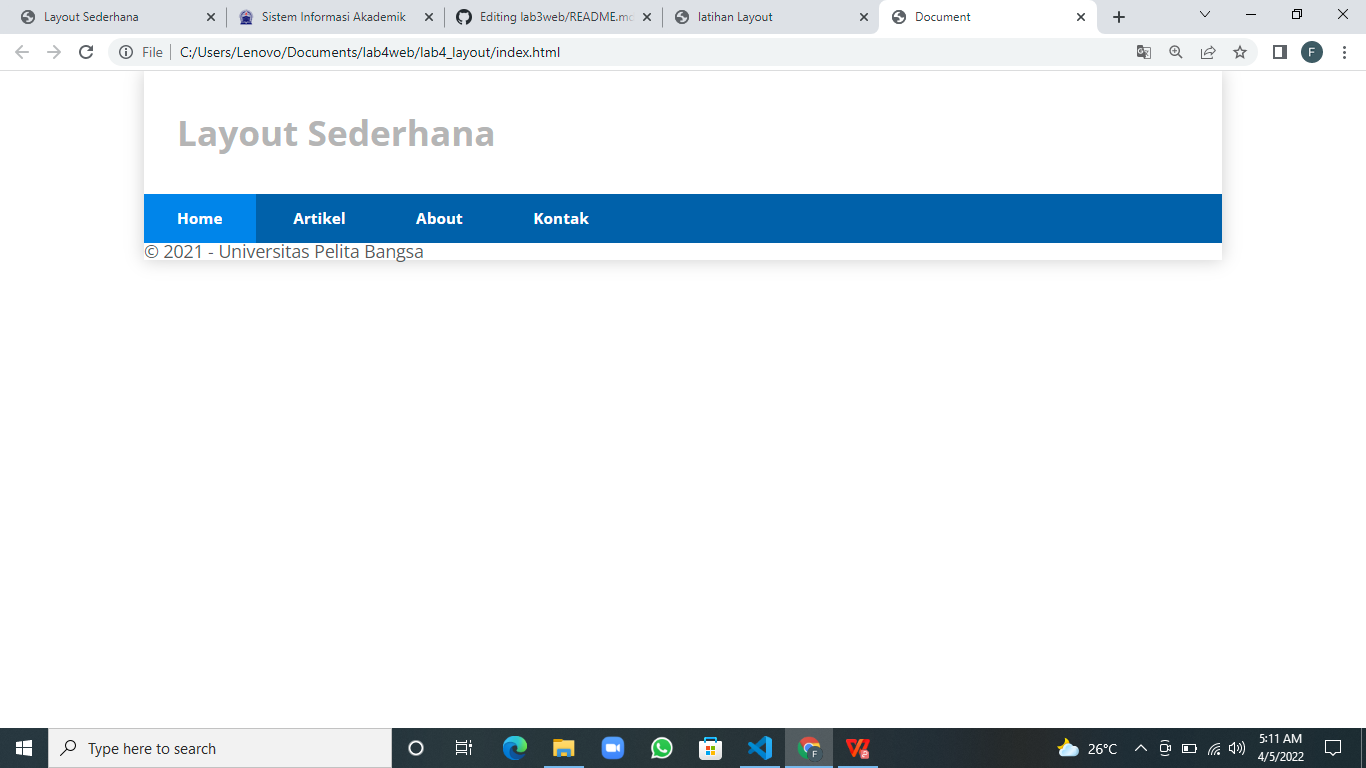 Layout Sederhana
Sistem Informasi Akademik
Editing lab3web/README.md
latihan Layout
Document
File
C:/Users/Lenovo/Documents/lab4web/lab4_layout/index.html
F
Layout Sederhana
Home Artikel About Kontak
© 2021 - Universitas Pelita Bangsa
Type here to search
F
26°C
5:11 AM
4/5/2022